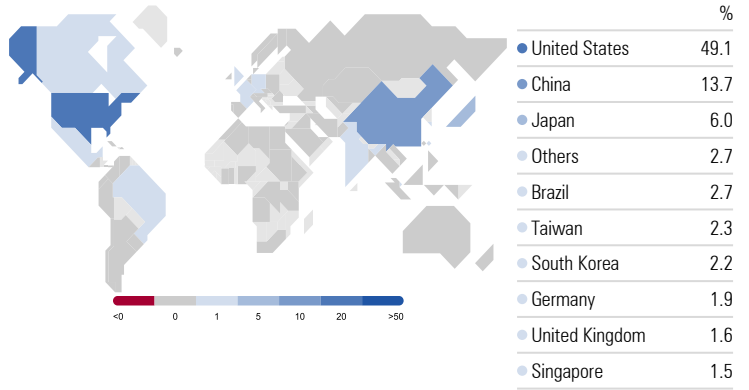 %
United States 49.1
China 13.7
Japan 6.0
Others 2.7
Brazil 2.7
Taiwan 2.3
South Korea 2.2
Germany 1.9
United Kingdom 1.6
Singapore 1.5
<0 0 1 5 10 20 >50